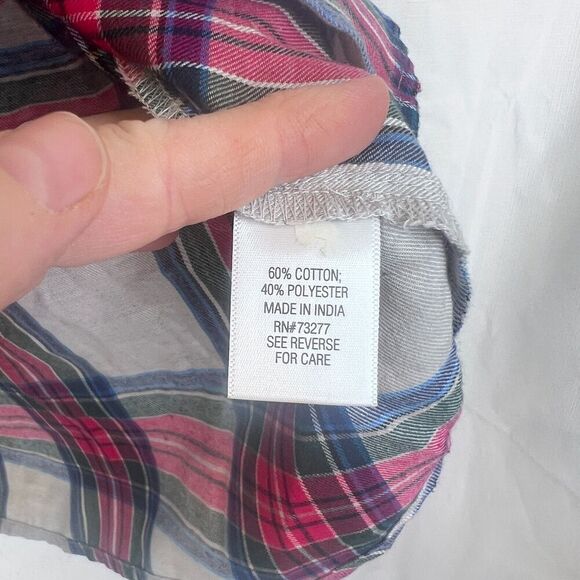 60% COTTON;
40% POLYESTER
MADE IN INDIA
RN#73277
SEE REVERSE
FOR CARE